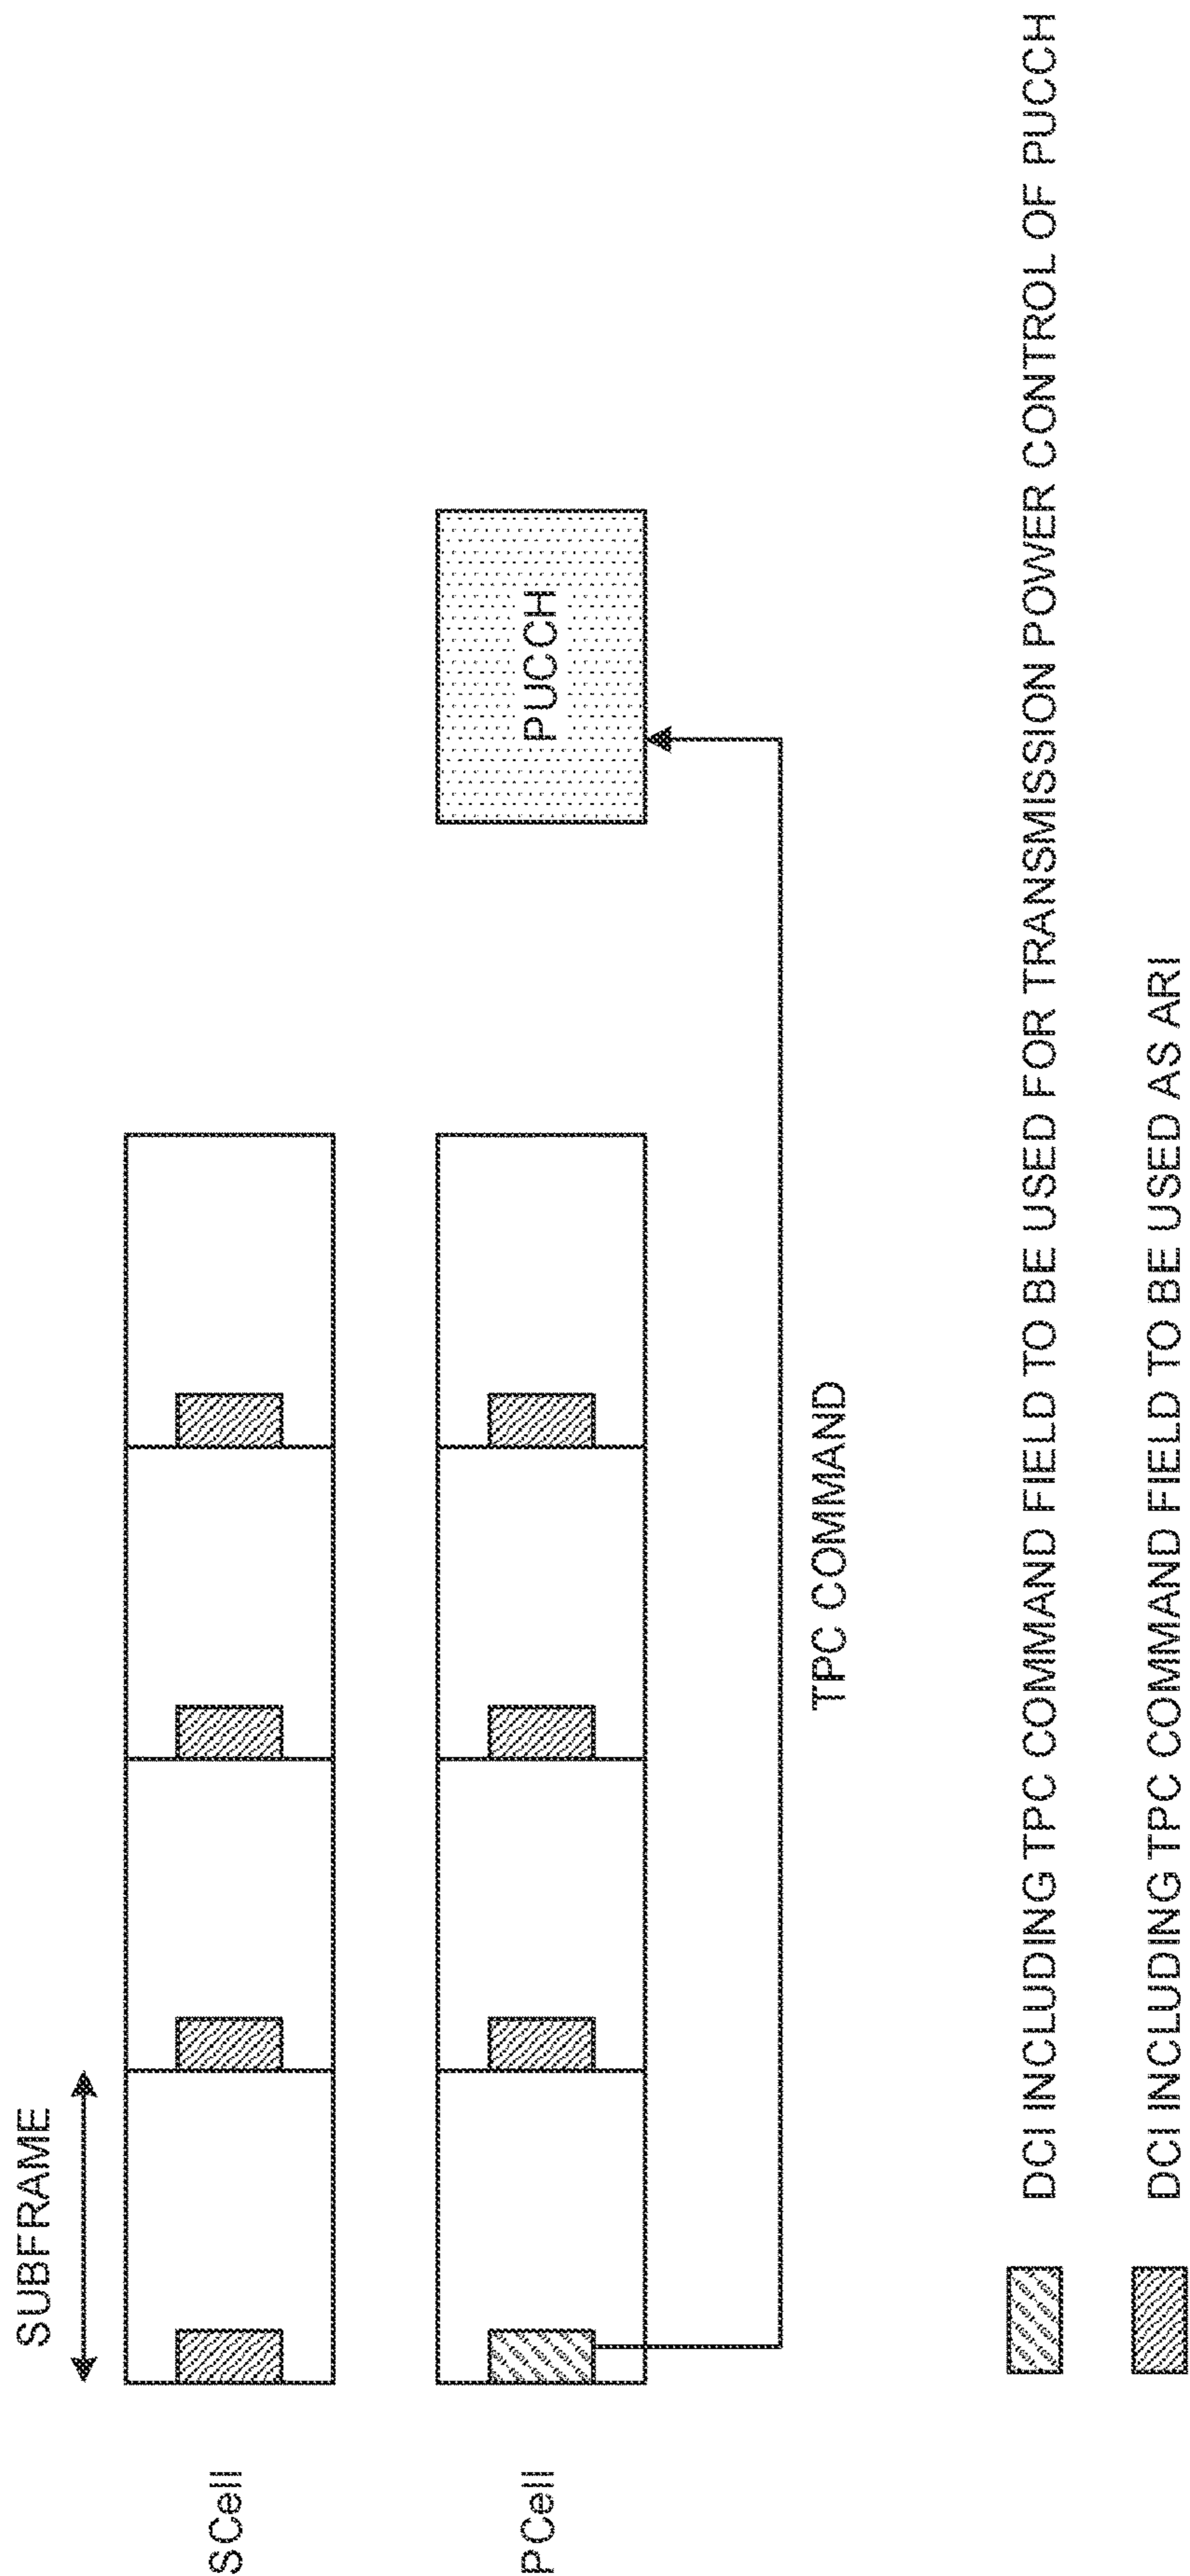 SUBFRAME
SCell
PCell
PUCCH
TPC COMMAND
DCI INCLUDING TPC COMMAND FIELD TO BE USED FOR TRANSMISSION POWER CONTROL OF PUCCH
DCI INCLUDING TPC COMMAND FIELD TO BE USED AS ARI